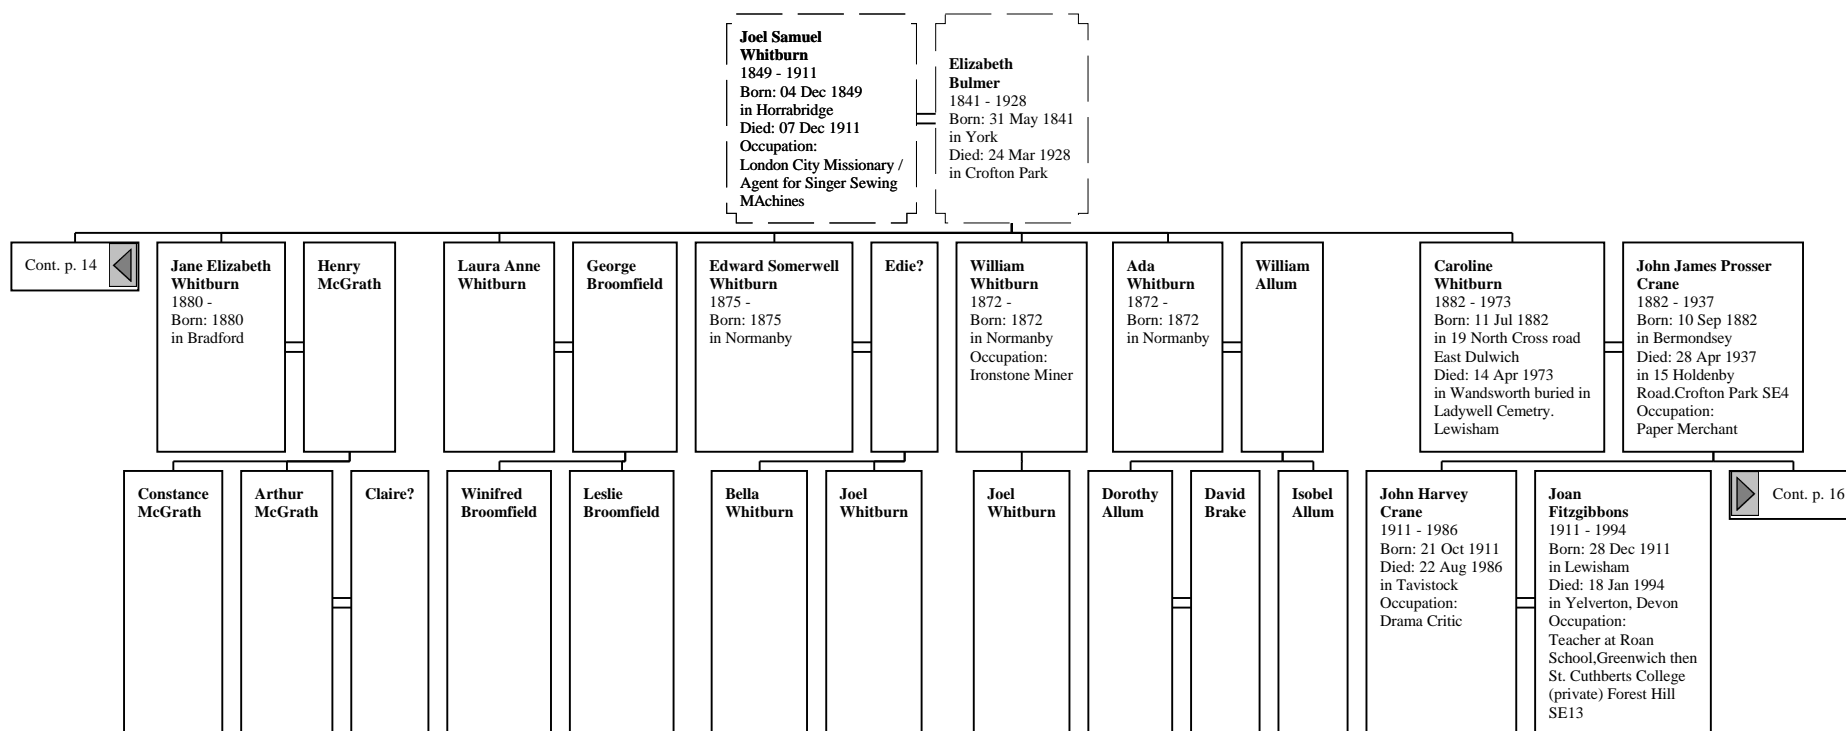 Joel Samuel
Whitburn
1849 - 1911
Born: 04 Dec 1849
in Horrabridge
Died: 07 Dec 1911
Occupation:
London City Missionary /
Agent for Singer Sewing
MAchines
Elizabeth
Bulmer
1841 - 1928
Born: 31 May 1841
in York
Died: 24 Mar 1928
in Crofton Park
Cont. p. 14
Jane Elizabeth
Whitburn
1880 -
Born: 1880
in Bradford
Henry
McGrath
Laura Anne
Whitburn
George
Broomfield
Edward Somerwell
Whitburn
1875 -
Born: 1875
in Normanby
Edie?
William
Whitburn
1872 -
Born: 1872
in Normanby
Occupation:
Ironstone Miner
Ada
Whitburn
1872 -
Born: 1872
in Normanby
William
Allum
Caroline
Whitburn
1882 - 1973
Born: 11 Jul 1882
in 19 North Cross road
East Dulwich
Died: 14 Apr 1973
in Wandsworth buried in
Ladywell Cemetry.
Lewisham
John James Prosser
Crane
1882 - 1937
Born: 10 Sep 1882
in Bermondsey
Died: 28 Apr 1937
in 15 Holdenby
Road.Crofton Park SE4
Occupation:
Paper Merchant
Constance
McGrath
Arthur
McGrath
Claire?
Winifred
Broomfield
Leslie
Broomfield
Bella
Whitburn
Joel
Whitburn
Joel
Whitburn
Dorothy
Allum
David
Brake
Isobel
Allum
John Harvey
Crane
1911 - 1986
Born: 21 Oct 1911
Died: 22 Aug 1986
in Tavistock
Occupation:
Drama Critic
Joan
Fitzgibbons
1911 - 1994
Born: 28 Dec 1911
in Lewisham
Died: 18 Jan 1994
in Yelverton, Devon
Occupation:
Teacher at Roan
School,Greenwich then
St. Cuthberts College
(private) Forest Hill
SE13
Cont. p. 16